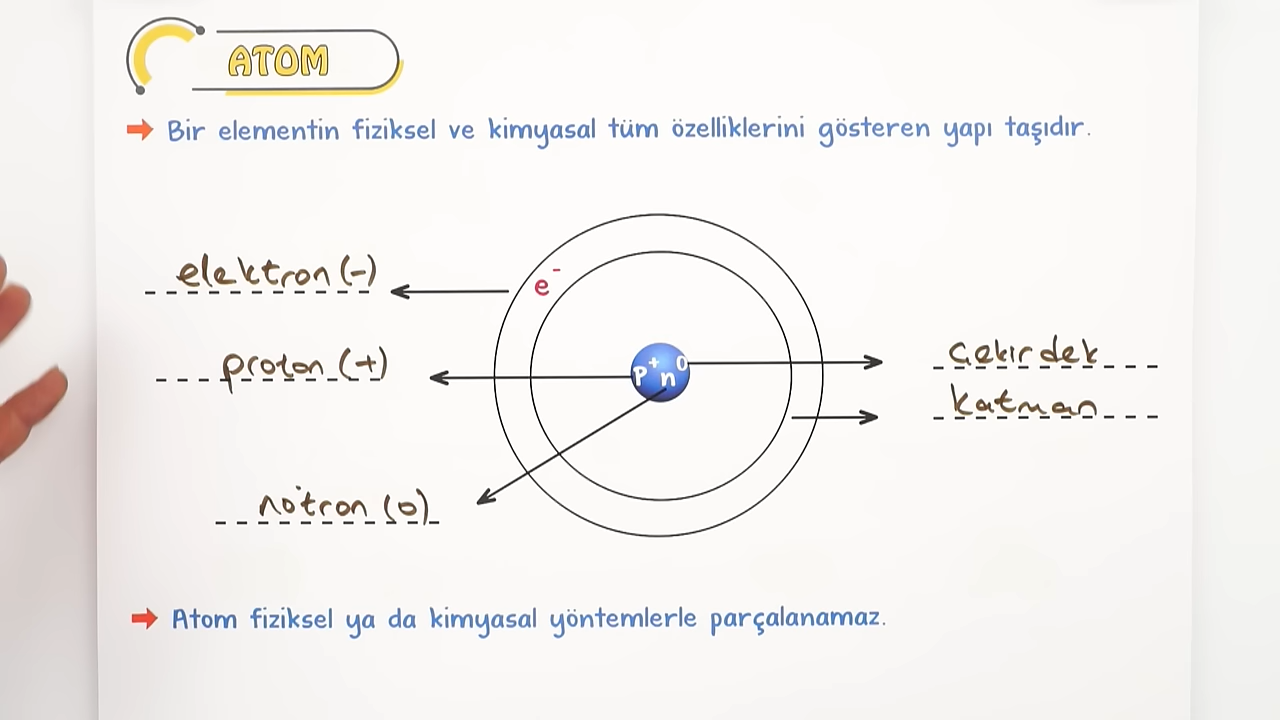 ATOM
Bir elementin fiziksel ve kimyasal tüm özelliklerini gösteren yapı taşıdır.
elektron (-)
e⁻
proton (+)
p⁺ n⁰
çekirdek
katman
nötron (0)
Atom fiziksel ya da kimyasal yöntemlerle parçalanamaz.